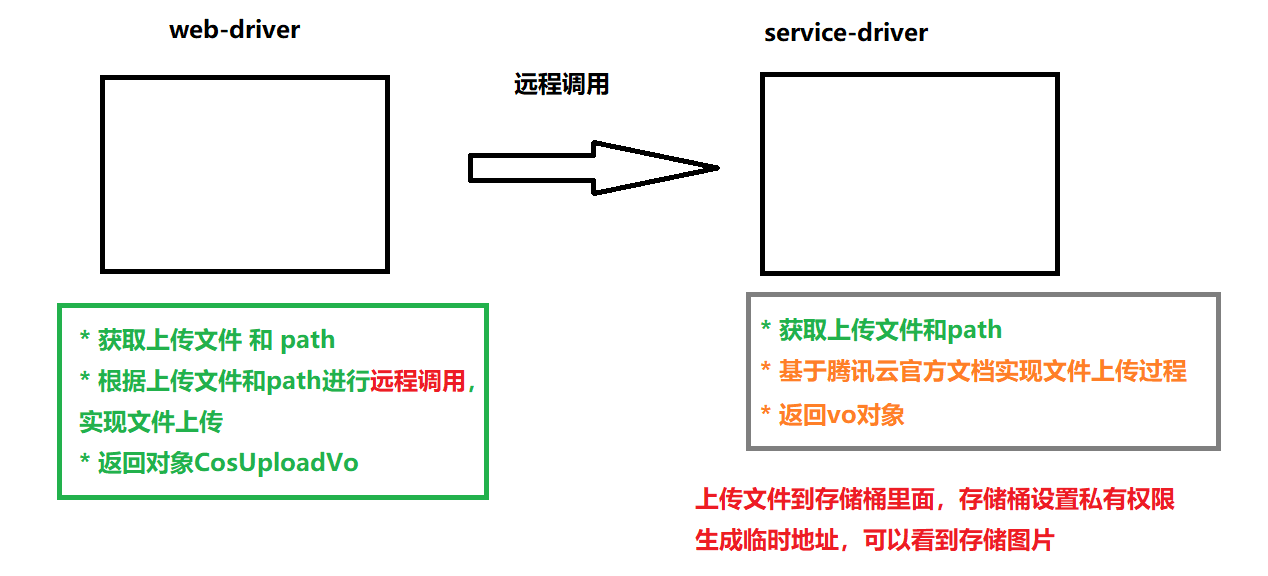 web-driver
service-driver
远程调用
* 获取上传文件 和 path
* 根据上传文件和path进行远程调用，
实现文件上传
* 返回对象CosUploadVo
* 获取上传文件和path
* 基于腾讯云官方文档实现文件上传过程
* 返回vo对象
上传文件到存储桶里面，存储桶设置私有权限
生成临时地址，可以看到存储图片